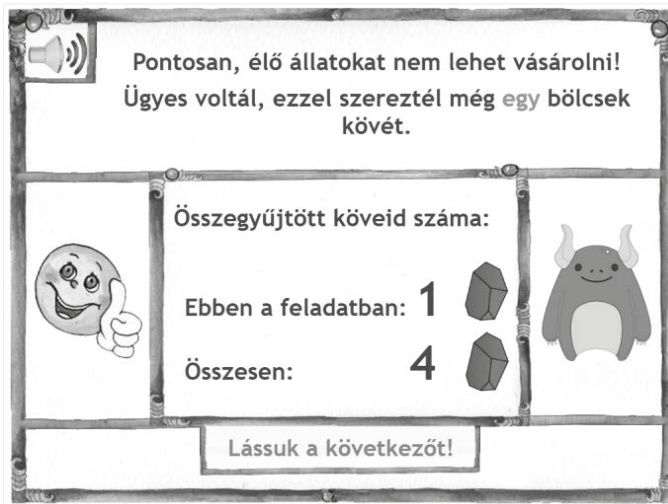 Pontosan, élő állatokat nem lehet vásárolni!
Ügyes voltál, ezzel szereztél még egy bölcsek
kövét.
Összegyűjtött köveid száma:
Ebben a feladatban: 1
Összesen: 4
Lássuk a következőt!